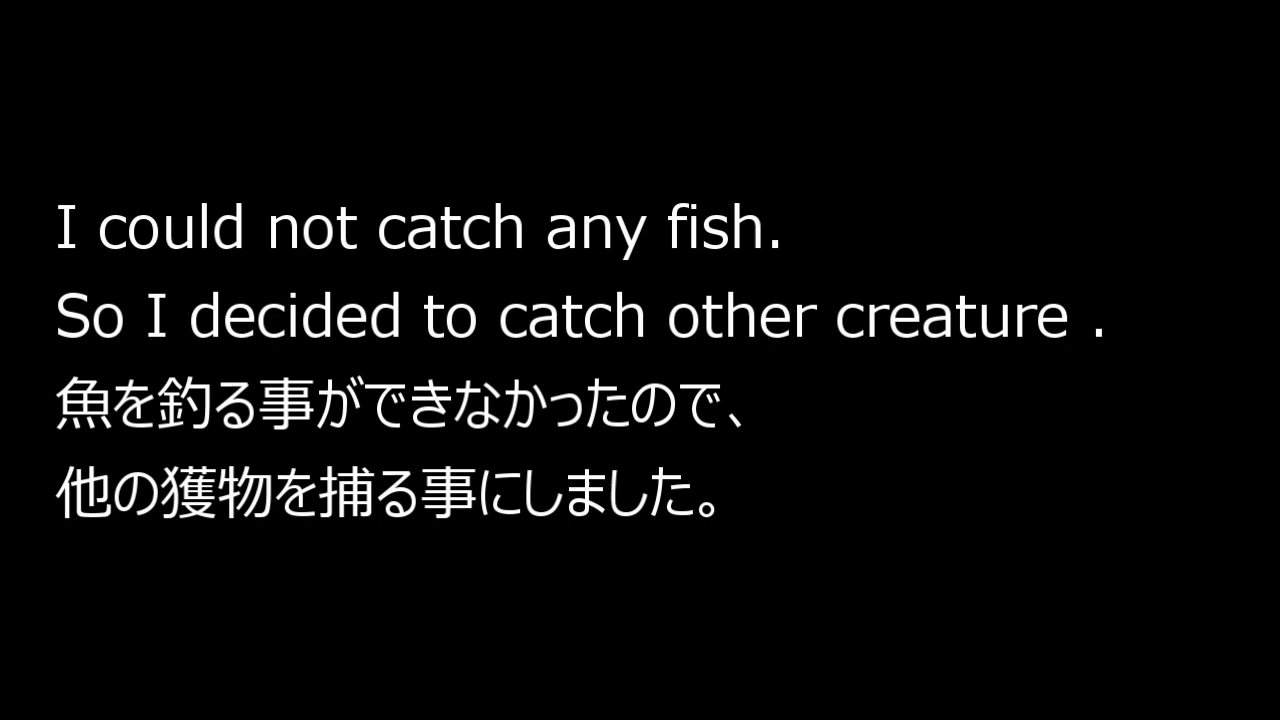 I could not catch any fish.
So I decided to catch other creature .
魚を釣る事ができなかったので、
他の獲物を捕る事にしました。